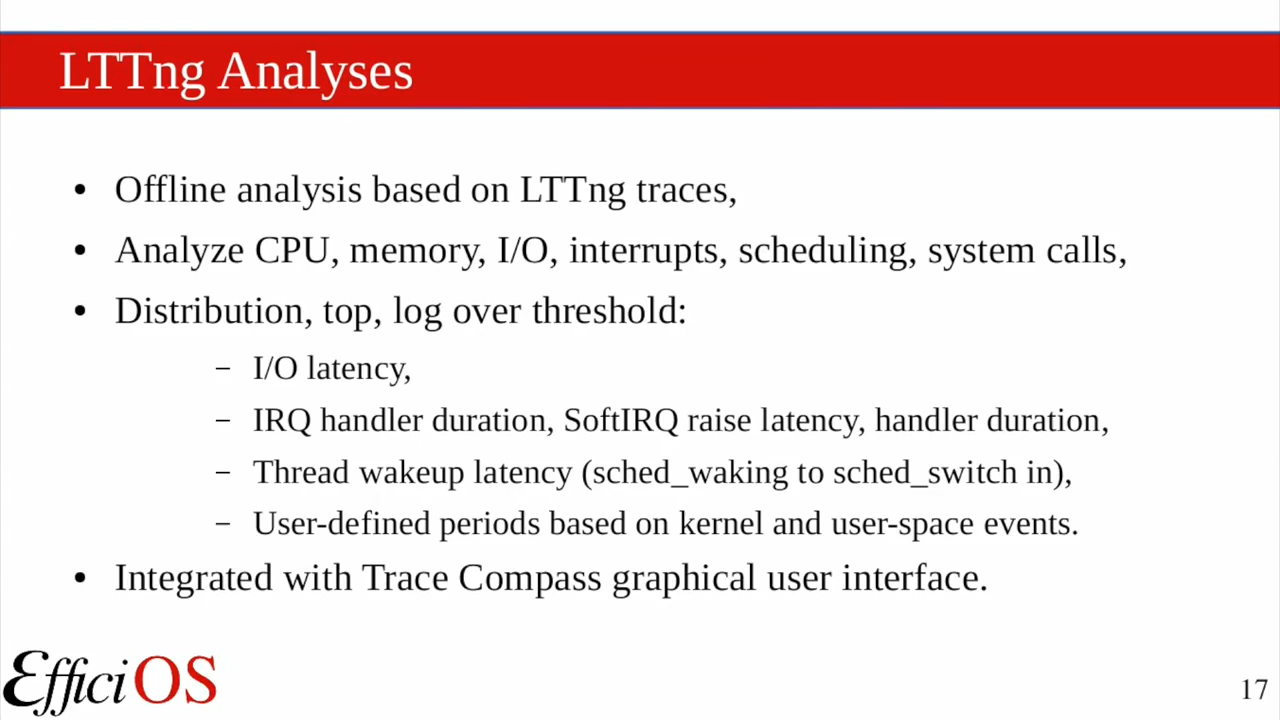 LTTng Analyses
• Offline analysis based on LTTng traces,
• Analyze CPU, memory, I/O, interrupts, scheduling, system calls,
• Distribution, top, log over threshold:
– I/O latency,
– IRQ handler duration, SoftIRQ raise latency, handler duration,
– Thread wakeup latency (sched_waking to sched_switch in),
– User-defined periods based on kernel and user-space events.
• Integrated with Trace Compass graphical user interface.
EfficiOS
17